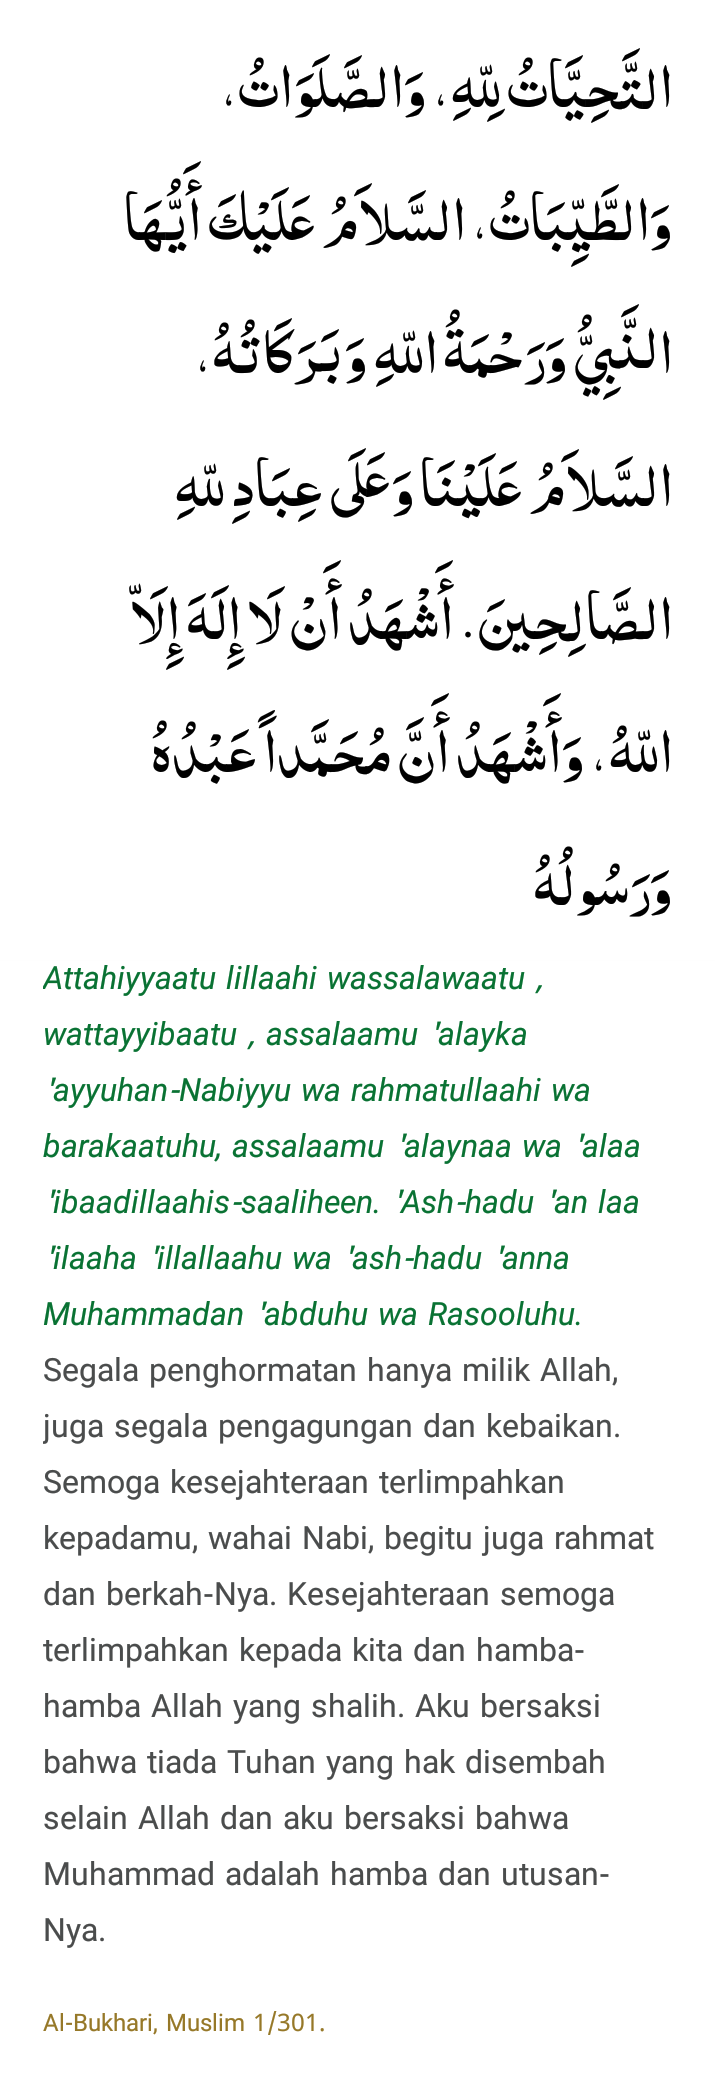 التَّحِيَّاتُ لِلّهِ، وَالصَّلَوَاتُ،
وَالطَّيِّبَاتُ، السَّلاَمُ عَلَيْكَ أَيُّهَا
النَّبِيُّ وَرَحْمَةُ اللّهِ وَبَرَكَاتُهُ،
السَّلاَمُ عَلَيْنَا وَعَلَى عِبَادِ للّهِ
الصَّالِحِينَ. أَشْهَدُ أَنْ لَا إِلَهَ إِلَاّ
اللّهُ، وَأَشْهَدُ أَنَّ مُحَمَّداً عَبْدُهُ
وَرَسُولُهُ
Attahiyyaatu lillaahi wassalawaatu ,
wattayyibaatu , assalaamu 'alayka
'ayyuhan-Nabiyyu wa rahmatullaahi wa
barakaatuhu, assalaamu 'alaynaa wa 'alaa
'ibaadillaahis-saaliheen. 'Ash-hadu 'an laa
'ilaaha 'illallaahu wa 'ash-hadu 'anna
Muhammadan 'abduhu wa Rasooluhu.
Segala penghormatan hanya milik Allah,
juga segala pengagungan dan kebaikan.
Semoga kesejahteraan terlimpahkan
kepadamu, wahai Nabi, begitu juga rahmat
dan berkah-Nya. Kesejahteraan semoga
terlimpahkan kepada kita dan hamba-
hamba Allah yang shalih. Aku bersaksi
bahwa tiada Tuhan yang hak disembah
selain Allah dan aku bersaksi bahwa
Muhammad adalah hamba dan utusan-
Nya.
Al-Bukhari, Muslim 1/301.